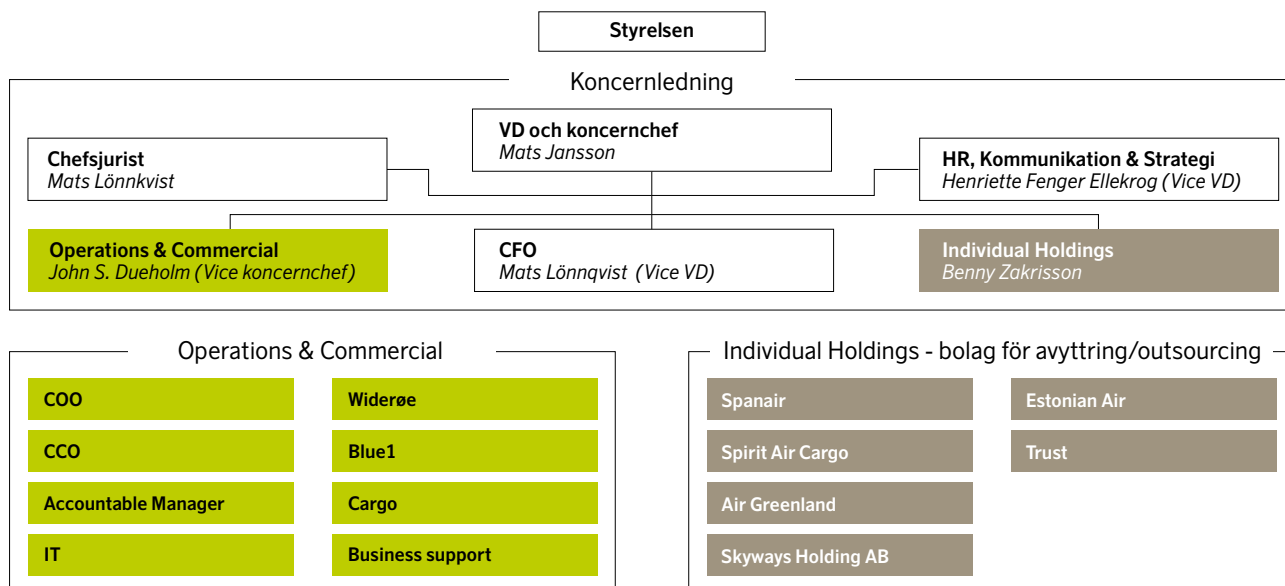 Styrelsen
Koncernledning
VD och koncernchef
Mats Jansson
Chefsjurist
Mats Lönnkvist
HR, Kommunikation & Strategi
Henriette Fenger Ellekrog (Vice VD)
Operations & Commercial
John S. Dueholm (Vice koncernchef)
CFO
Mats Lönnqvist (Vice VD)
Individual Holdings
Benny Zakrisson
Operations & Commercial
COO
CCO
Accountable Manager
IT
Widerøe
Blue1
Cargo
Business support
Individual Holdings - bolag för avyttring/outsourcing
Spanair
Spirit Air Cargo
Air Greenland
Skyways Holding AB
Estonian Air
Trust